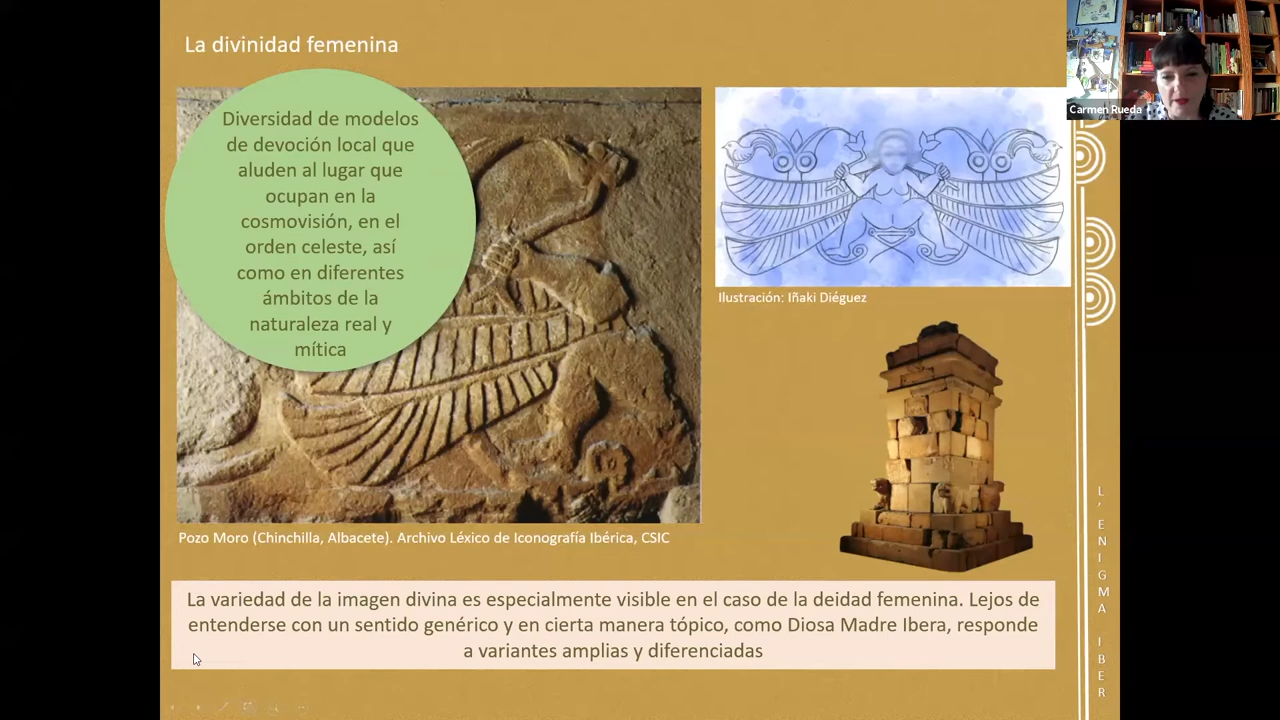 La divinidad femenina
Diversidad de modelos
de devoción local que
aluden al lugar que
ocupan en la
cosmovisión, en el
orden celeste, así
como en diferentes
ámbitos de la
naturaleza real y
mítica
Carmen Rueda
Ilustración: Iñaki Diéguez
Pozo Moro (Chinchilla, Albacete). Archivo Léxico de Iconografía Ibérica, CSIC
La variedad de la imagen divina es especialmente visible en el caso de la deidad femenina. Lejos de
entenderse con un sentido genérico y en cierta manera tópico, como Diosa Madre Ibera, responde
a variantes amplias y diferenciadas
L´ENIGMA IBER